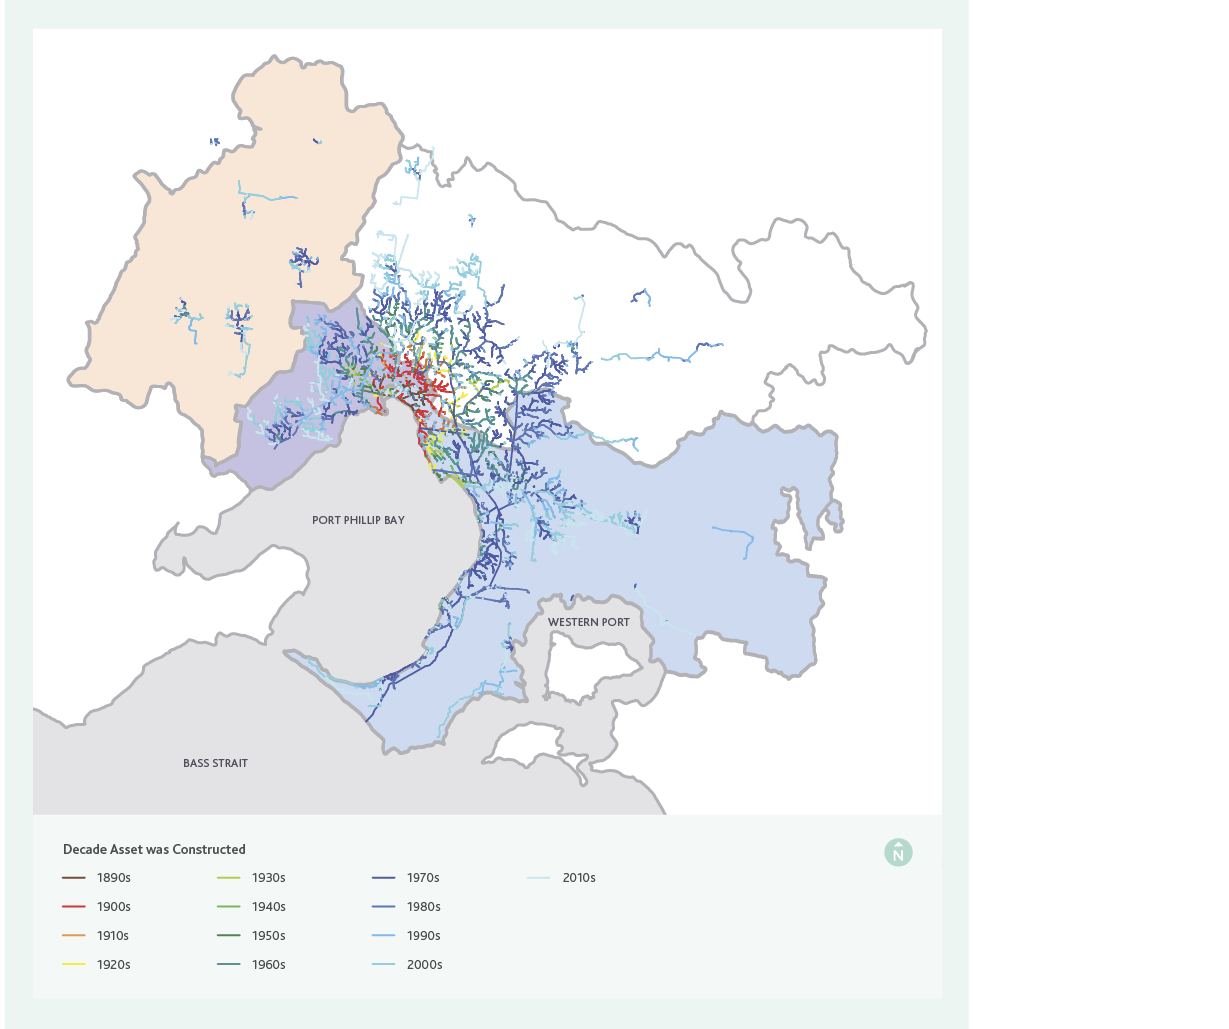 PORT PHILLIP BAY
WESTERN PORT
BASS STRAIT
Decade Asset was Constructed
N
1890s
1900s
1910s
1920s
1930s
1940s
1950s
1960s
1970s
1980s
1990s
2000s
2010s